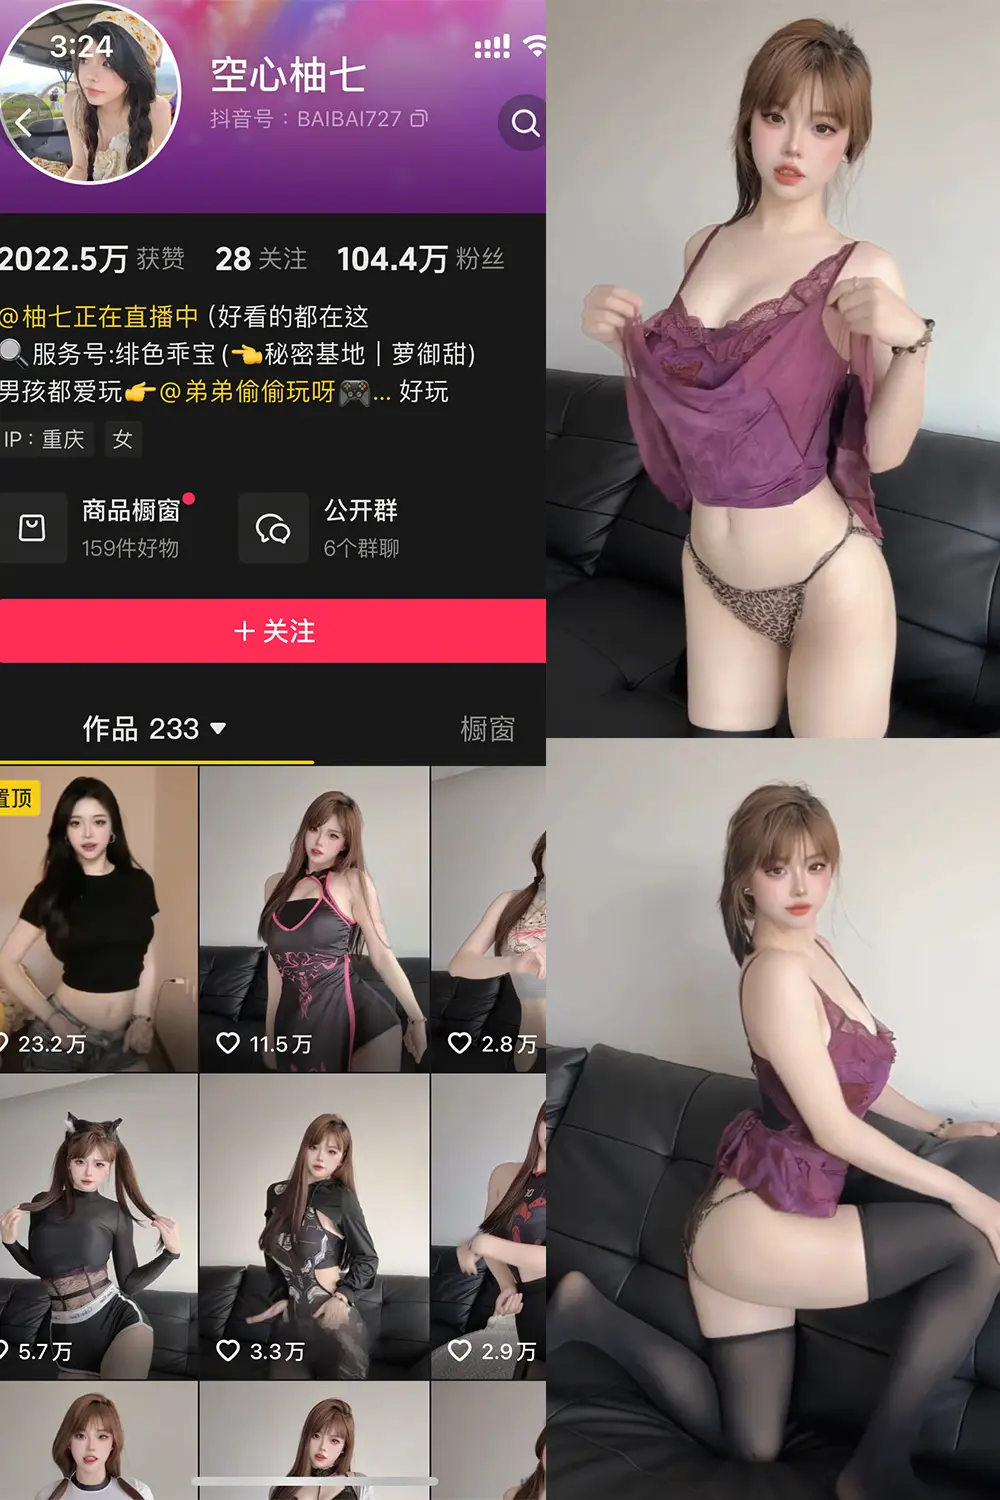 3:24
空心柚七
抖音号：BAIBAI727
2022.5万 获赞 28 关注 104.4万 粉丝
@柚七正在直播中 (好看的都在这
🔍服务号:绯色乖宝(👈秘密基地｜萝御甜)
男孩都爱玩👉@弟弟偷偷玩呀🎮... 好玩
IP：重庆 女
商品橱窗 公开群
159件好物 6个群聊
＋关注
作品 233 橱窗
置顶
23.2万 11.5万 2.8万
5.7万 3.3万 2.9万